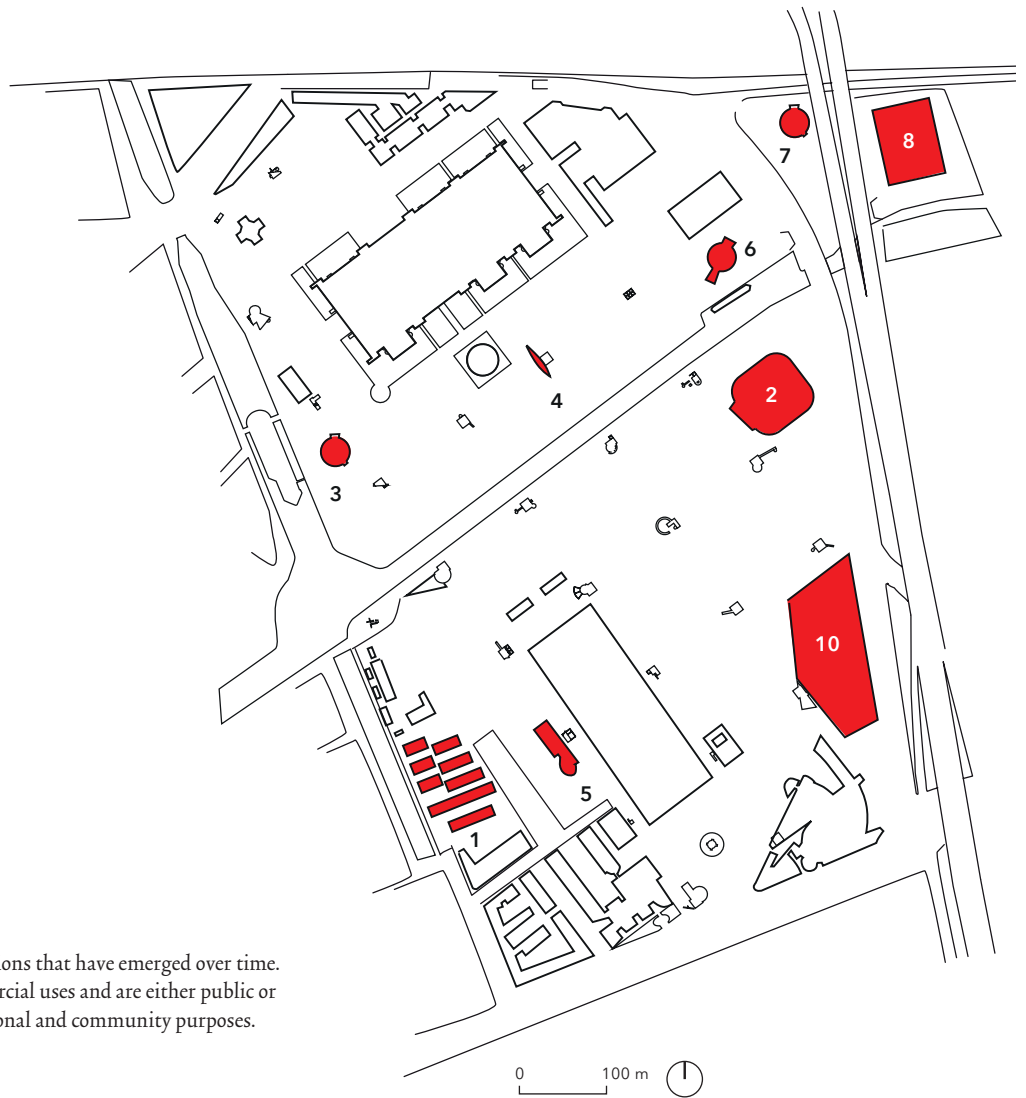 8
7
6
2
4
3
10
5
1
ions that have emerged over time.
rcial uses and are either public or
onal and community purposes.
0 100 m